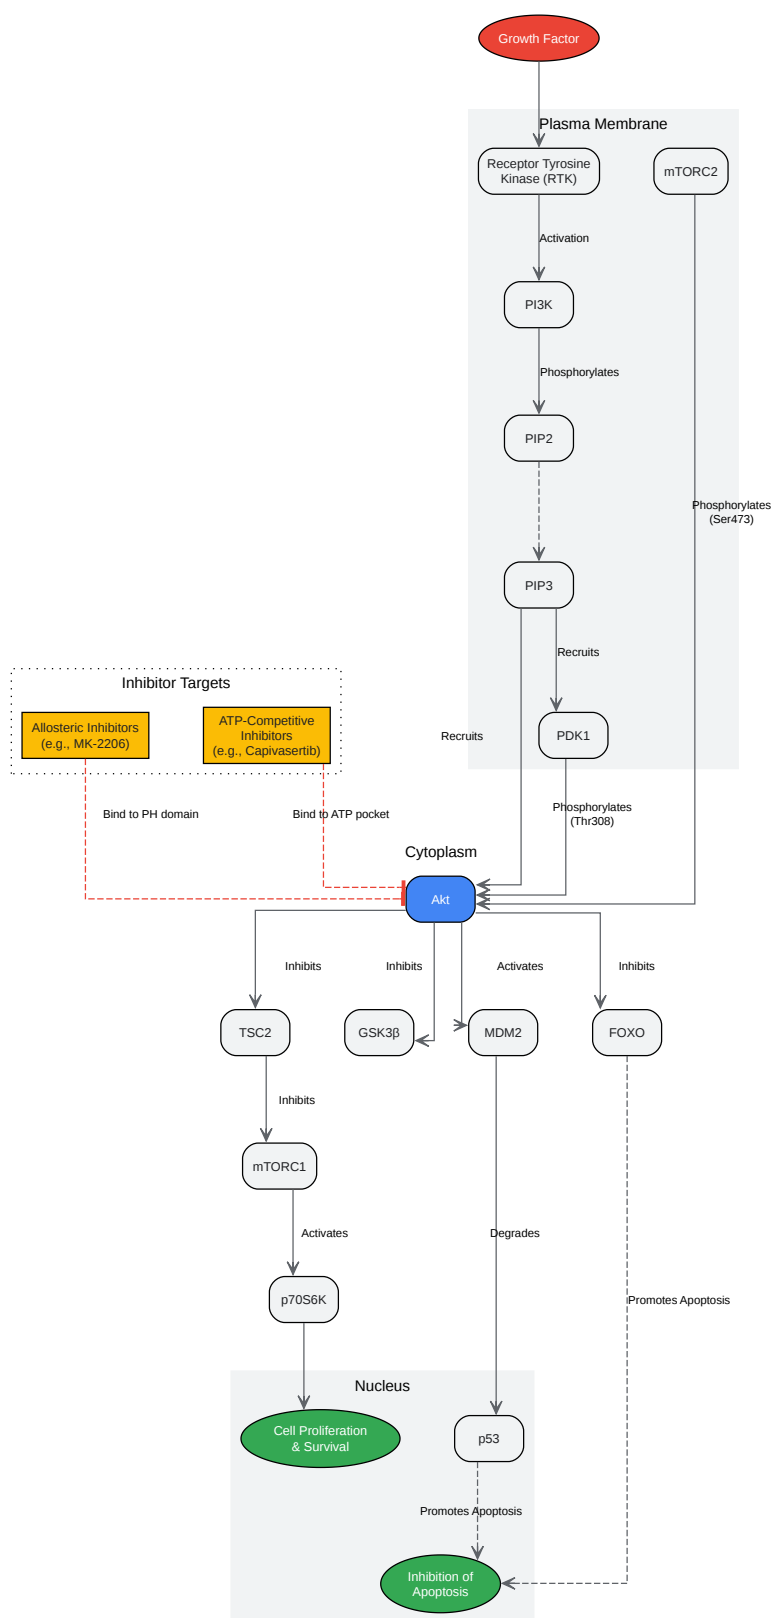 Growth Factor
Plasma Membrane
Receptor Tyrosine
Kinase (RTK)
mTORC2
Activation
PI3K
Phosphorylates
PIP2
Phosphorylates
(Ser473)
PIP3
Recruits
Inhibitor Targets
Allosteric Inhibitors
(e.g., MK-2206)
ATP-Competitive
Inhibitors
(e.g., Capivasertib)
Recruits
PDK1
Bind to PH domain
Bind to ATP pocket
Phosphorylates
(Thr308)
Cytoplasm
Akt
Inhibits
Inhibits
Activates
Inhibits
TSC2
GSK3β
MDM2
FOXO
Inhibits
mTORC1
Activates
Degrades
p70S6K
Promotes Apoptosis
Nucleus
Cell Proliferation
& Survival
p53
Promotes Apoptosis
Inhibition of
Apoptosis